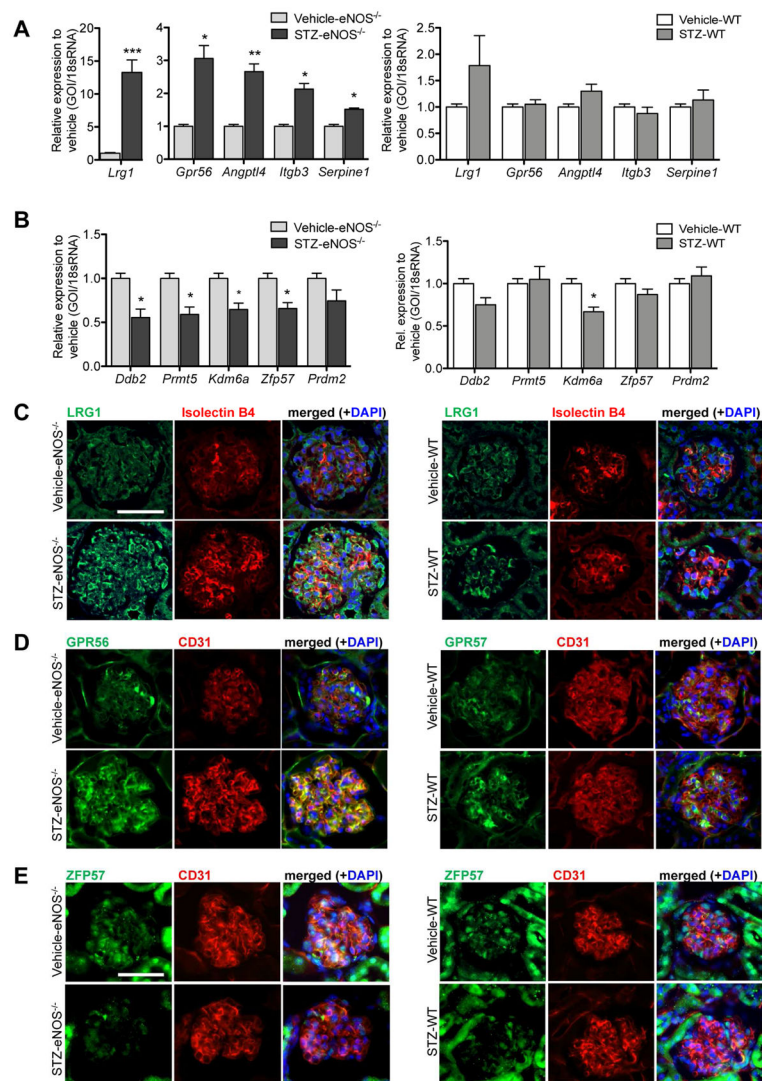 A
Relative expression to
vehicle (GOI/18sRNA)
20
15
10
5
0
***
Lrg1
Vehicle-eNOS-/-
STZ-eNOS-/-
4
3
2
1
0
*
**
*
*
Gpr56
Angptl4
Itgb3
Serpine1
Vehicle-WT
STZ-WT
Relative expression to
vehicle (GOI/18sRNA)
2.5
2.0
1.5
1.0
0.5
0.0
Lrg1
Gpr56
Angptl4
Itgb3
Serpine1
B
Vehicle-eNOS-/-
STZ-eNOS-/-
Relative expression to
vehicle (GOI/18sRNA)
1.5
1.0
0.5
0.0
*
*
*
*
Ddb2
Prmt5
Kdm6a
Zfp57
Prdm2
Vehicle-WT
STZ-WT
Rel. expression to
vehicle (GOI/18sRNA)
1.5
1.0
0.5
0.0
*
Ddb2
Prmt5
Kdm6a
Zfp57
Prdm2
C
LRG1
Isolectin B4
merged (+DAPI)
Vehicle-eNOS-/-
STZ-eNOS-/-
LRG1
Isolectin B4
merged (+DAPI)
Vehicle-WT
STZ-WT
D
GPR56
CD31
merged (+DAPI)
Vehicle-eNOS-/-
STZ-eNOS-/-
GPR57
CD31
merged (+DAPI)
Vehicle-WT
STZ-WT
E
ZFP57
CD31
merged (+DAPI)
Vehicle-eNOS-/-
STZ-eNOS-/-
ZFP57
CD31
merged (+DAPI)
Vehicle-WT
STZ-WT